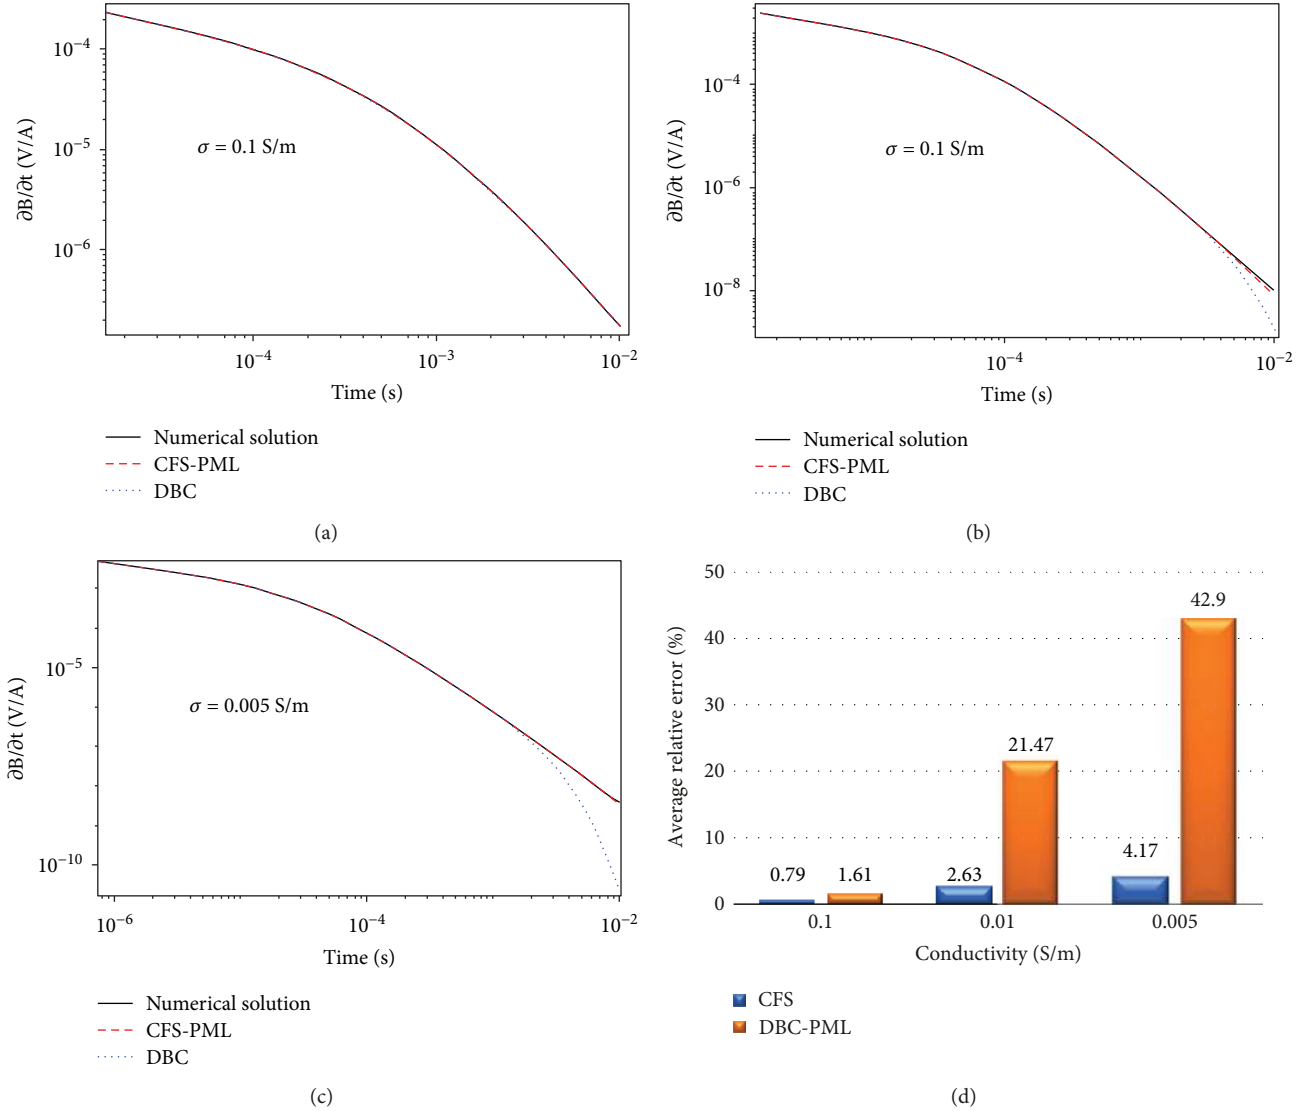 10⁻⁴
10⁻⁵
10⁻⁶
∂B/∂t (V/A)
σ = 0.1 S/m
10⁻⁴
10⁻³
10⁻²
Time (s)
Numerical solution
CFS-PML
DBC
(a)
10⁻⁴
10⁻⁶
10⁻⁸
∂B/∂t (V/A)
σ = 0.1 S/m
10⁻⁴
10⁻²
Time (s)
Numerical solution
CFS-PML
DBC
(b)
10⁻⁵
10⁻¹⁰
∂B/∂t (V/A)
σ = 0.005 S/m
10⁻⁶
10⁻⁴
10⁻²
Time (s)
Numerical solution
CFS-PML
DBC
(c)
50
40
30
20
10
0
Average relative error (%)
0.79
1.61
2.63
21.47
4.17
42.9
0.1
0.01
0.005
Conductivity (S/m)
CFS
DBC-PML
(d)